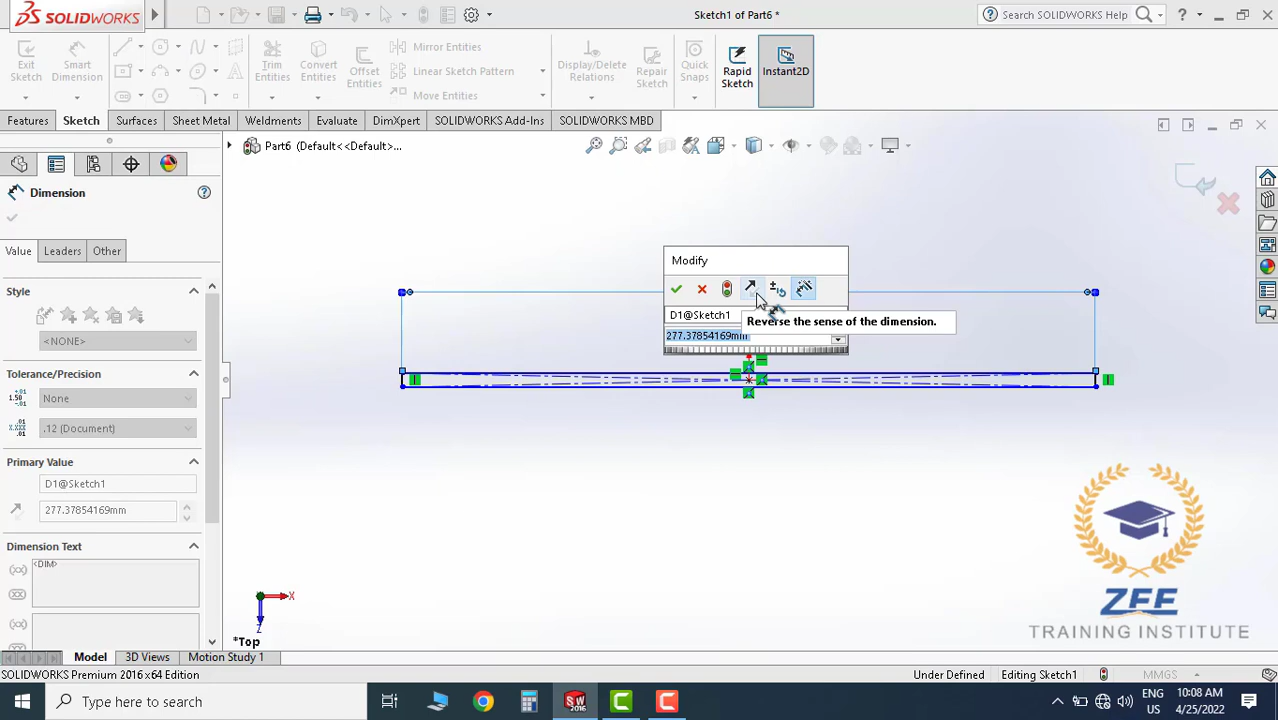 SOLIDWORKS
Sketch1 of Part6 *
Search SOLIDWORKS Help
Exit Sketch
Smart Dimension
Trim Entities
Convert Entities
Offset Entities
Mirror Entities
Linear Sketch Pattern
Move Entities
Display/Delete Relations
Repair Sketch
Quick Snaps
Rapid Sketch
Instant2D
Features
Sketch
Surfaces
Sheet Metal
Weldments
Evaluate
DimXpert
SOLIDWORKS Add-Ins
SOLIDWORKS MBD
Part6 (Default<<Default>...
Dimension
Value
Leaders
Other
Style
<NONE>
Tolerance/Precision
None
.12 (Document)
Primary Value
D1@Sketch1
277.37854169mm
Dimension Text
<DIM>
Modify
D1@Sketch1
277.37854169mm
Reverse the sense of the dimension.
X
Z
*Top
ZFE
TRAINING INSTITUTE
Model
3D Views
Motion Study 1
SOLIDWORKS Premium 2016 x64 Edition
Under Defined
Editing Sketch1
MMGS
Type here to search
ENG
US
10:08 AM
4/25/2022